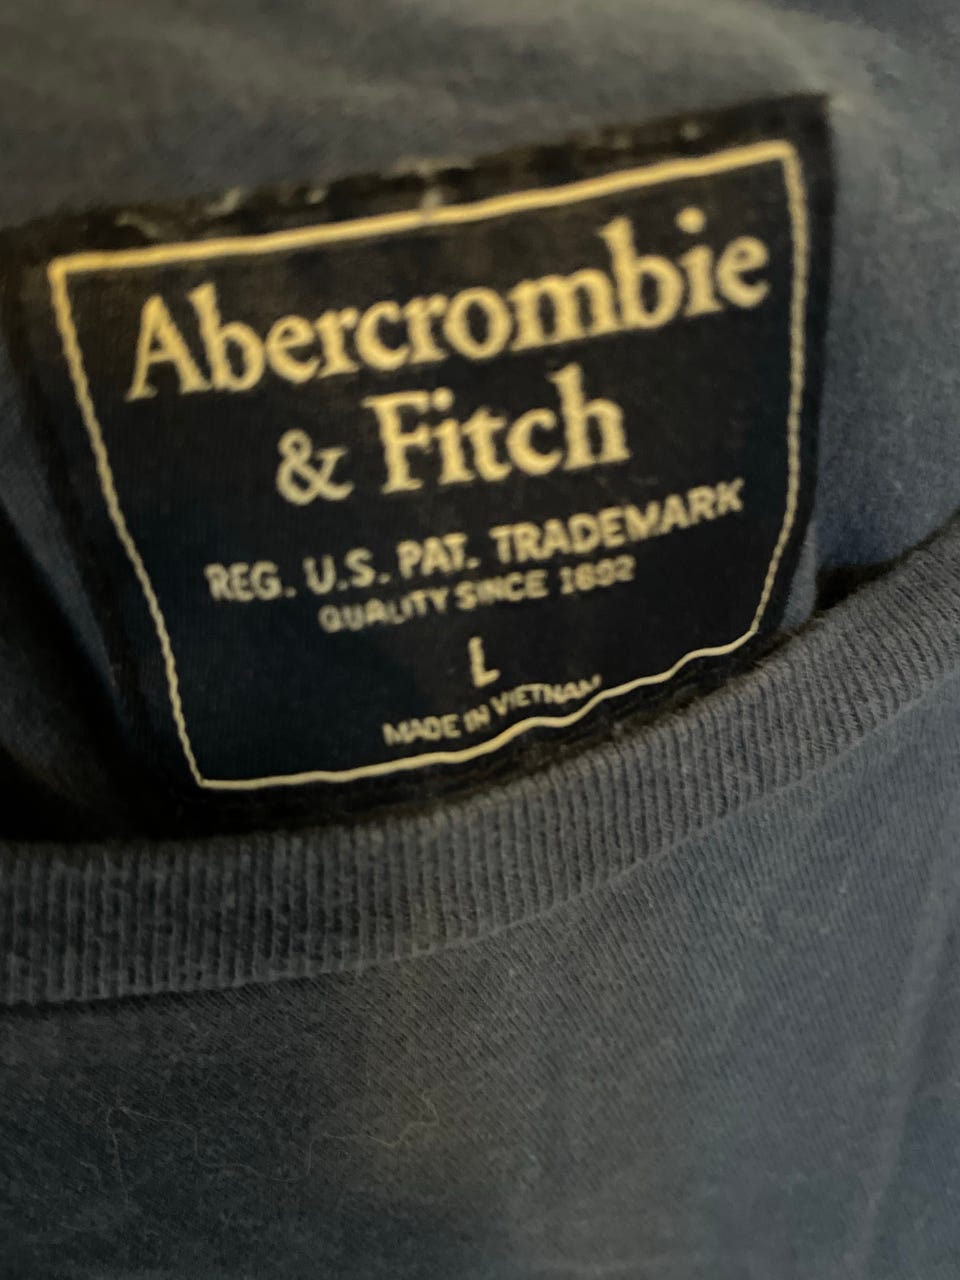 Abercrombie
& Fitch
REG. U.S. PAT. TRADEMARK
QUALITY SINCE 1892
L
MADE IN VIETNAM